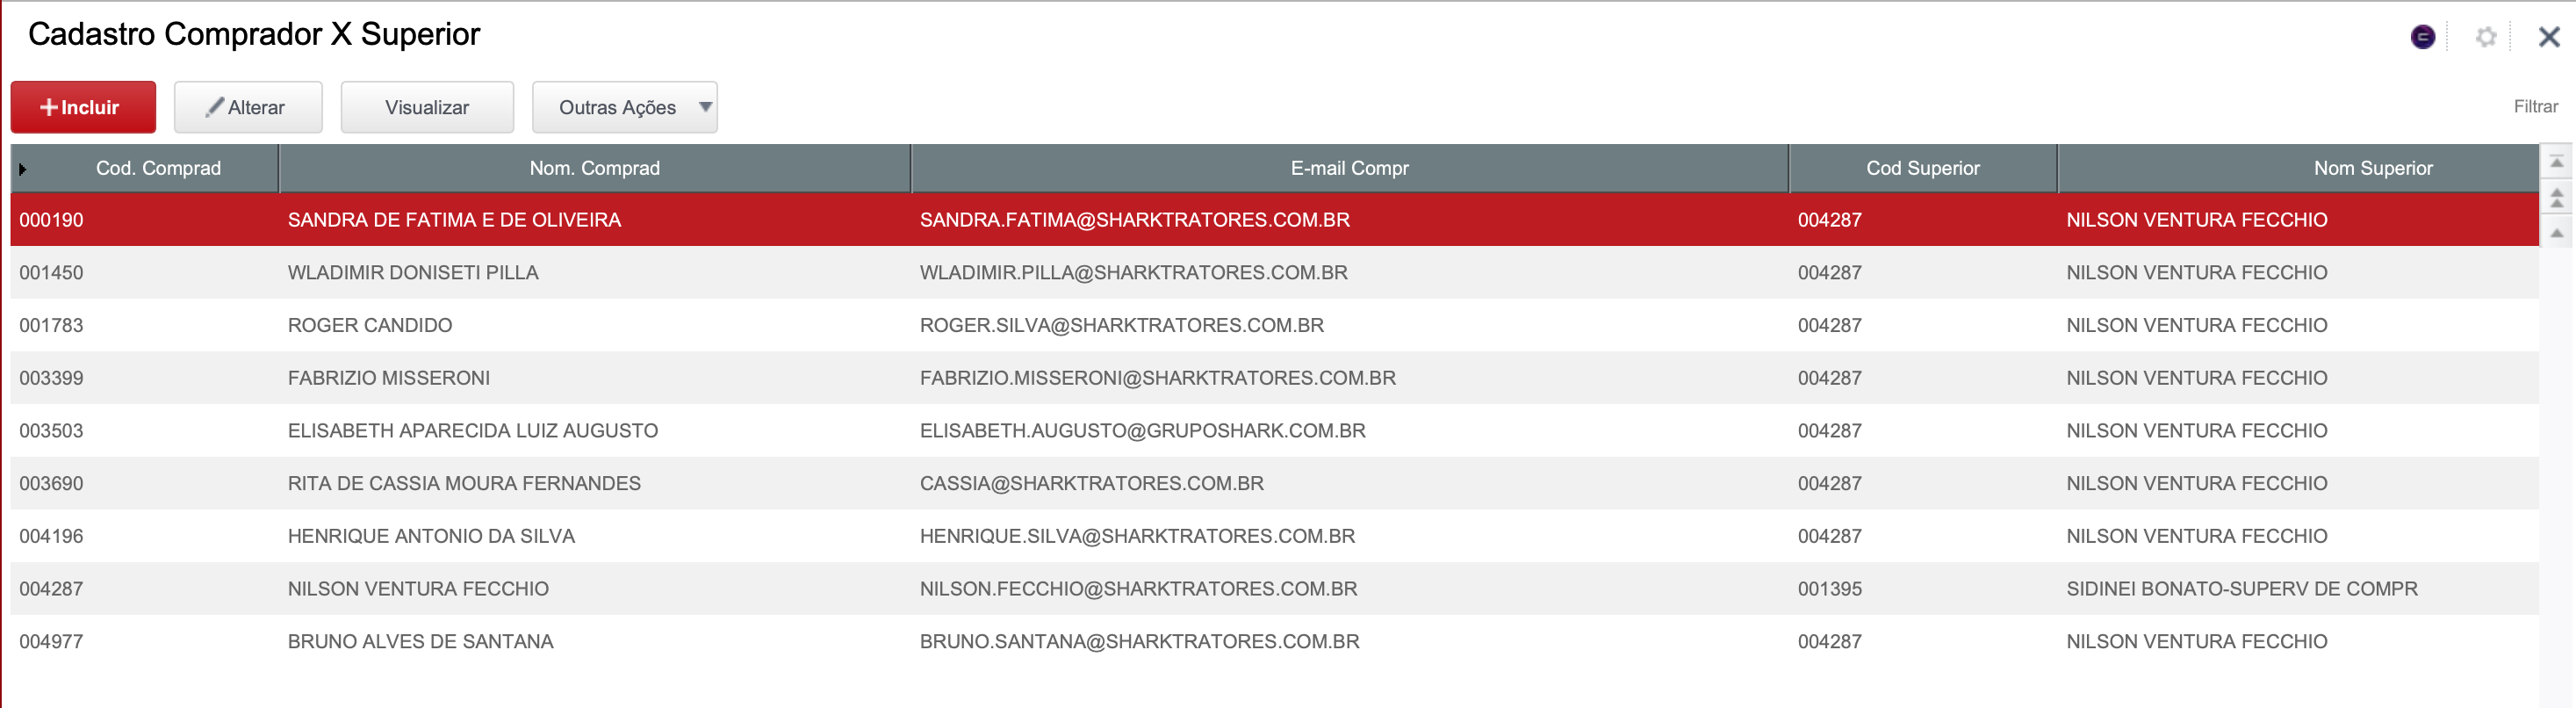 Cadastro Comprador X Superior
Incluir Alterar Visualizar Outras Ações Filtrar
Cod. Comprad Nom. Comprad E-mail Compr Cod Superior Nom Superior
000190 SANDRA DE FATIMA E DE OLIVEIRA SANDRA.FATIMA@SHARKTRATORES.COM.BR 004287 NILSON VENTURA FECCHIO
001450 WLADIMIR DONISETI PILLA WLADIMIR.PILLA@SHARKTRATORES.COM.BR 004287 NILSON VENTURA FECCHIO
001783 ROGER CANDIDO ROGER.SILVA@SHARKTRATORES.COM.BR 004287 NILSON VENTURA FECCHIO
003399 FABRIZIO MISSERONI FABRIZIO.MISSERONI@SHARKTRATORES.COM.BR 004287 NILSON VENTURA FECCHIO
003503 ELISABETH APARECIDA LUIZ AUGUSTO ELISABETH.AUGUSTO@GRUPOSHARK.COM.BR 004287 NILSON VENTURA FECCHIO
003690 RITA DE CASSIA MOURA FERNANDES CASSIA@SHARKTRATORES.COM.BR 004287 NILSON VENTURA FECCHIO
004196 HENRIQUE ANTONIO DA SILVA HENRIQUE.SILVA@SHARKTRATORES.COM.BR 004287 NILSON VENTURA FECCHIO
004287 NILSON VENTURA FECCHIO NILSON.FECCHIO@SHARKTRATORES.COM.BR 001395 SIDINEI BONATO-SUPERV DE COMPR
004977 BRUNO ALVES DE SANTANA BRUNO.SANTANA@SHARKTRATORES.COM.BR 004287 NILSON VENTURA FECCHIO